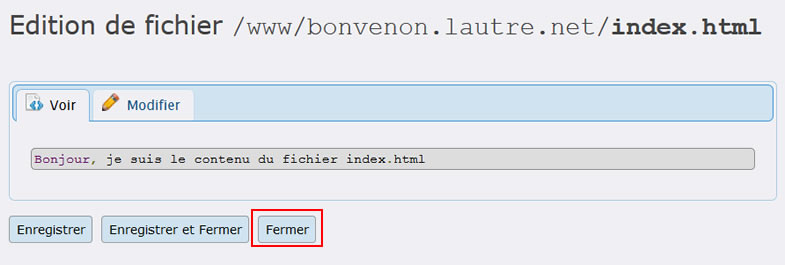 Edition de fichier /www/bonvenon.lautre.net/index.html
Voir Modifier
Bonjour, je suis le contenu du fichier index.html
Enregistrer Enregistrer et Fermer Fermer